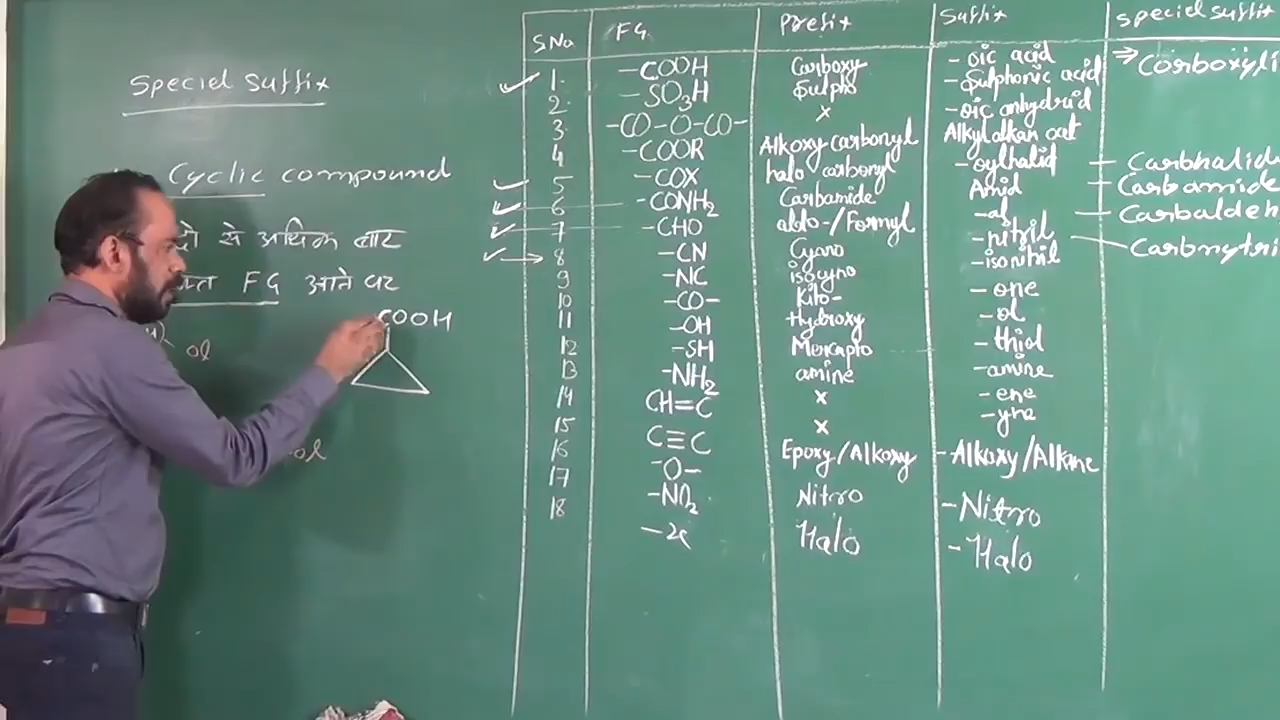 Special Suffix
Cyclic compound
दो से अधिक बार
FG आने पर
COOH
ol
ol
S.No FG Prefix Suffix Special suffix
1. -COOH Carboxy -oic acid ⇒ Corboxyli
2. -SO3H Sulpho -Sulphonic acid
3. -CO-O-CO- x -oic anhydrid
4 -COOR Alkoxy carbonyl Alkylalkan oat
5 -COX halo carbonyl -oylhalid - Carbhalide
6 -CONH2 Carbamide Amid - Carbamide
7 -CHO aldo-/Formyl -al - Carbaldeh
8 -CN Cyano -nitril - Carbnytri
9 -NC isocyno -isonitril
10 -CO- Kito- -one
11 -OH Hydroxy -ol
12 -SH Mercapto -thiol
13 -NH2 amine -amine
14 CH=C x -ene
15 C≡C x -yne
16 -O- Epoxy/Alkoxy -Alkoxy/Alkane
17 -NO2 Nitro -Nitro
18 Halo -Halo